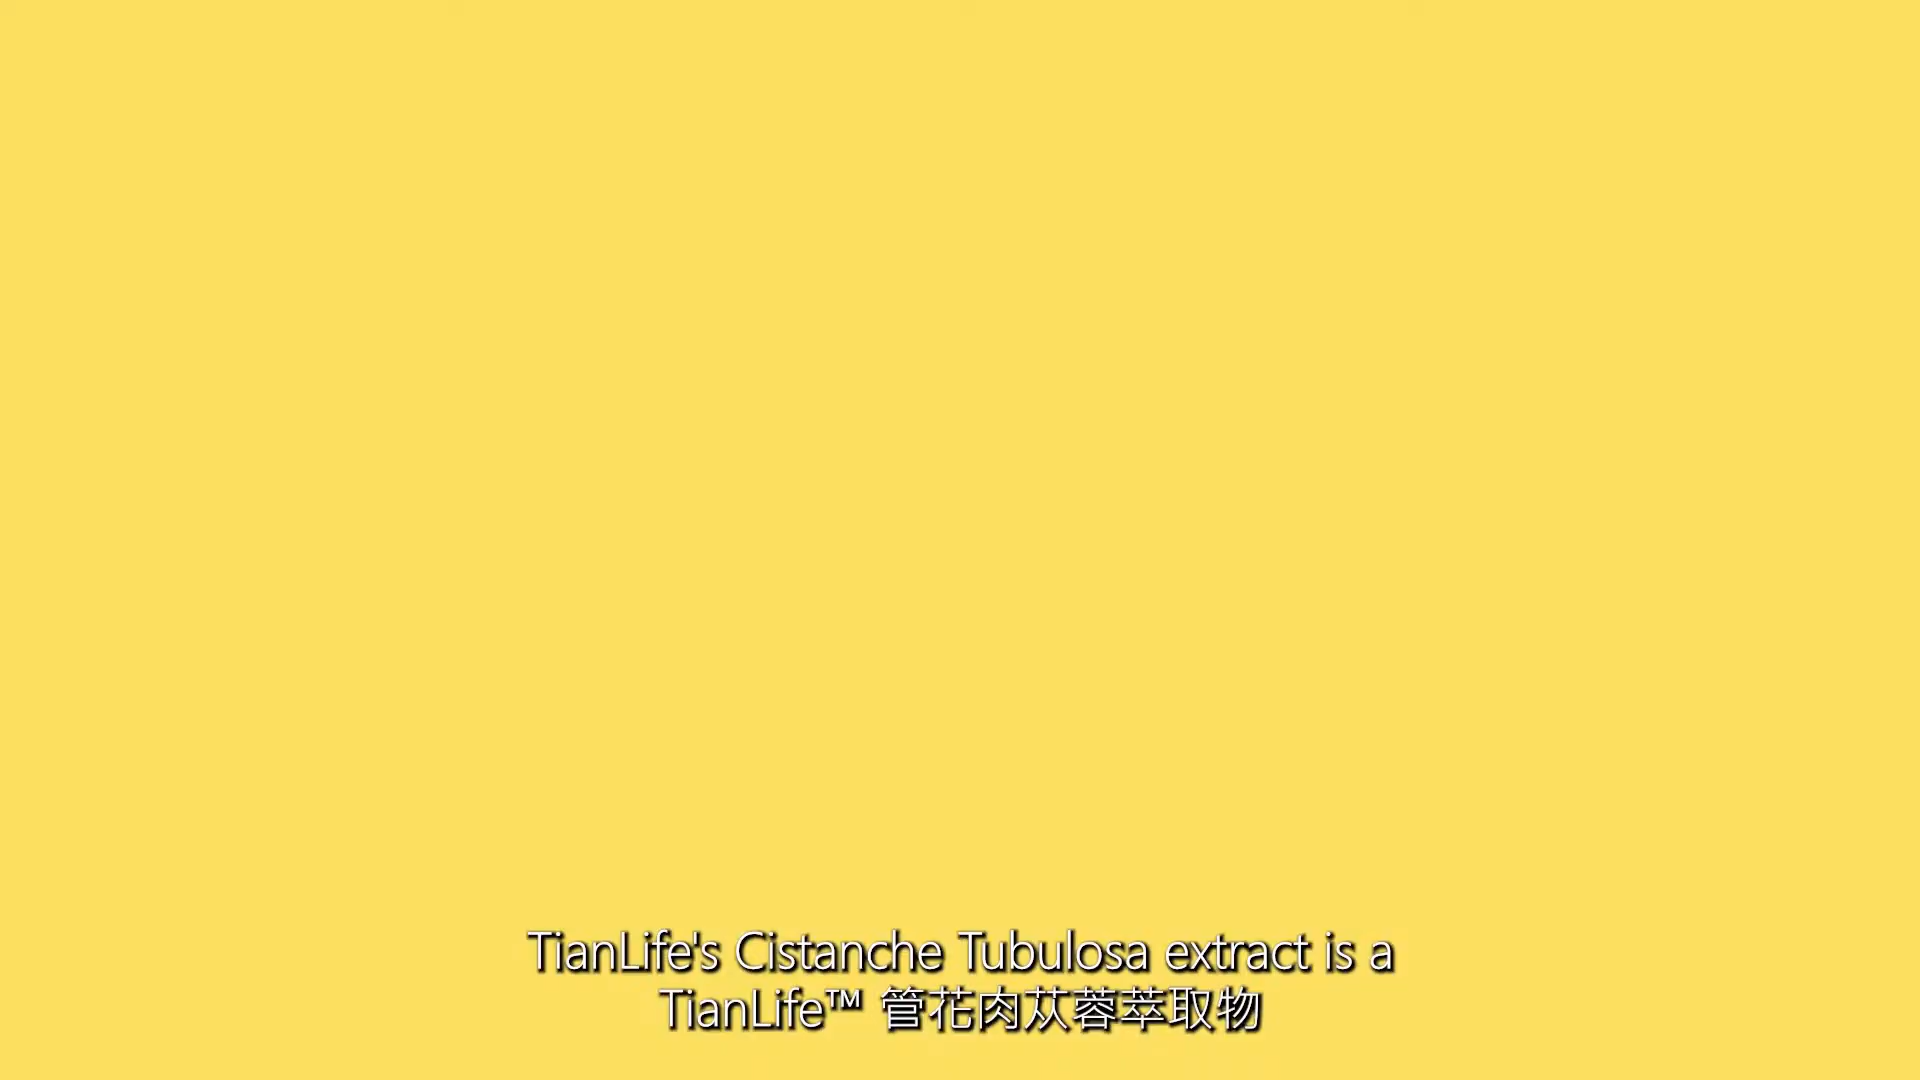 TianLife's Cistanche Tubulosa extract is a
TianLife™ 管花肉苁蓉萃取物